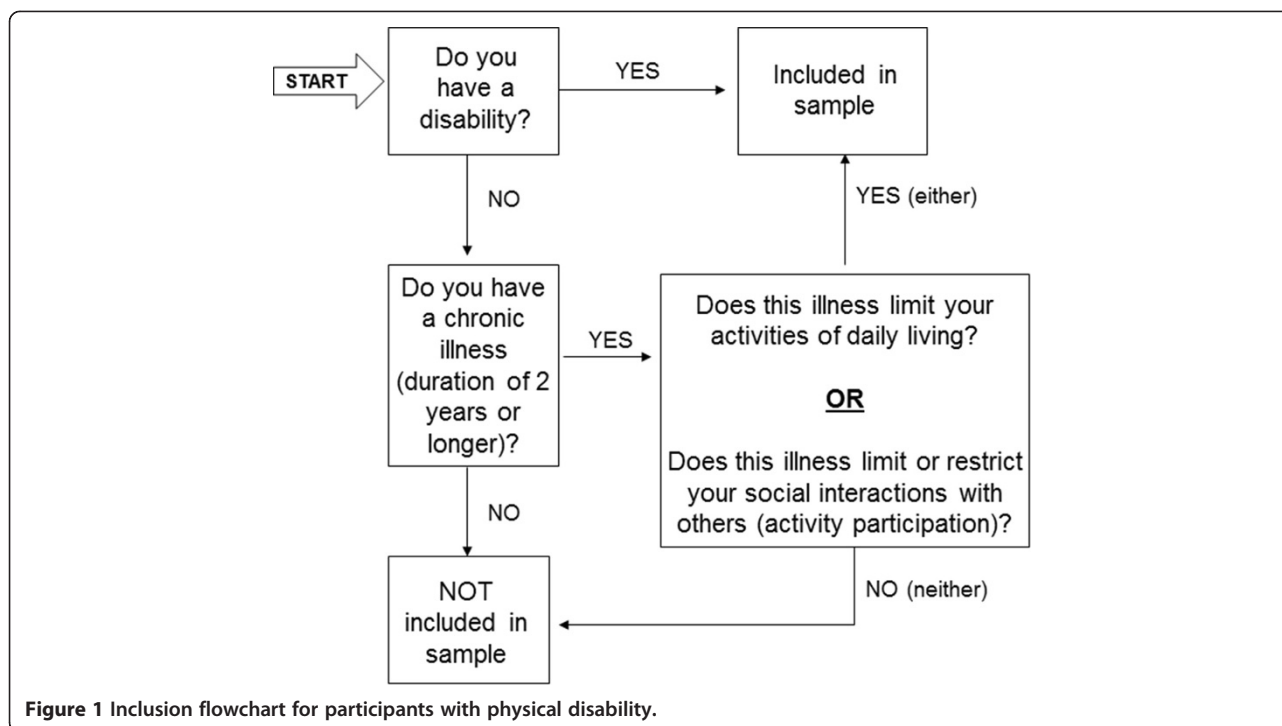 START
Do you
have a
disability?
YES
Included in
sample
NO
YES (either)
Do you have
a chronic
illness
(duration of 2
years or
longer)?
YES
Does this illness limit your
activities of daily living?
OR
Does this illness limit or restrict
your social interactions with
others (activity participation)?
NO
NO (neither)
NOT
included in
sample
Figure 1 Inclusion flowchart for participants with physical disability.